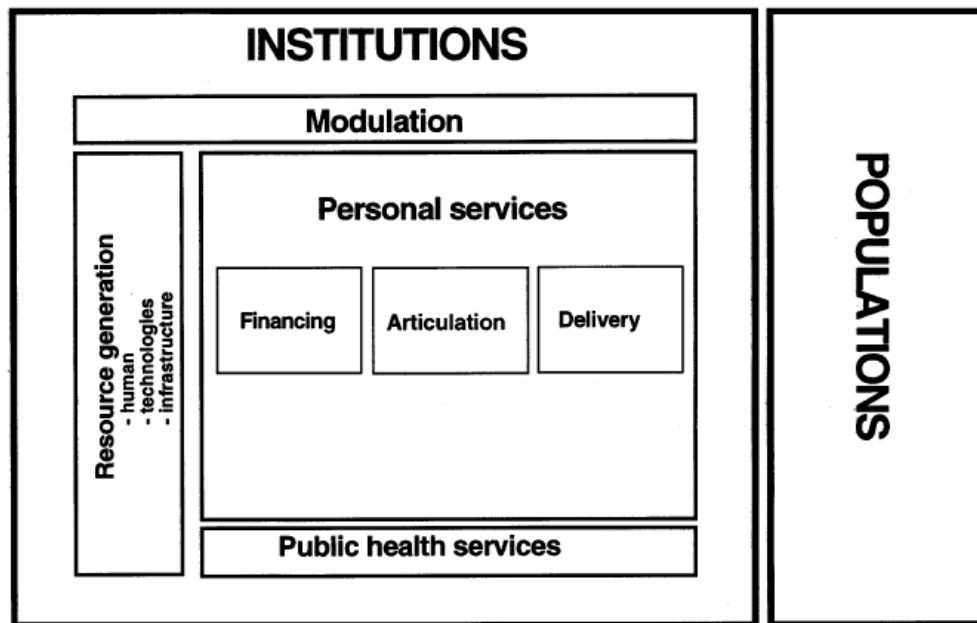 INSTITUTIONS
Modulation
Resource generation
- human
- technologies
- infrastructure
Personal services
Financing
Articulation
Delivery
Public health services
POPULATIONS